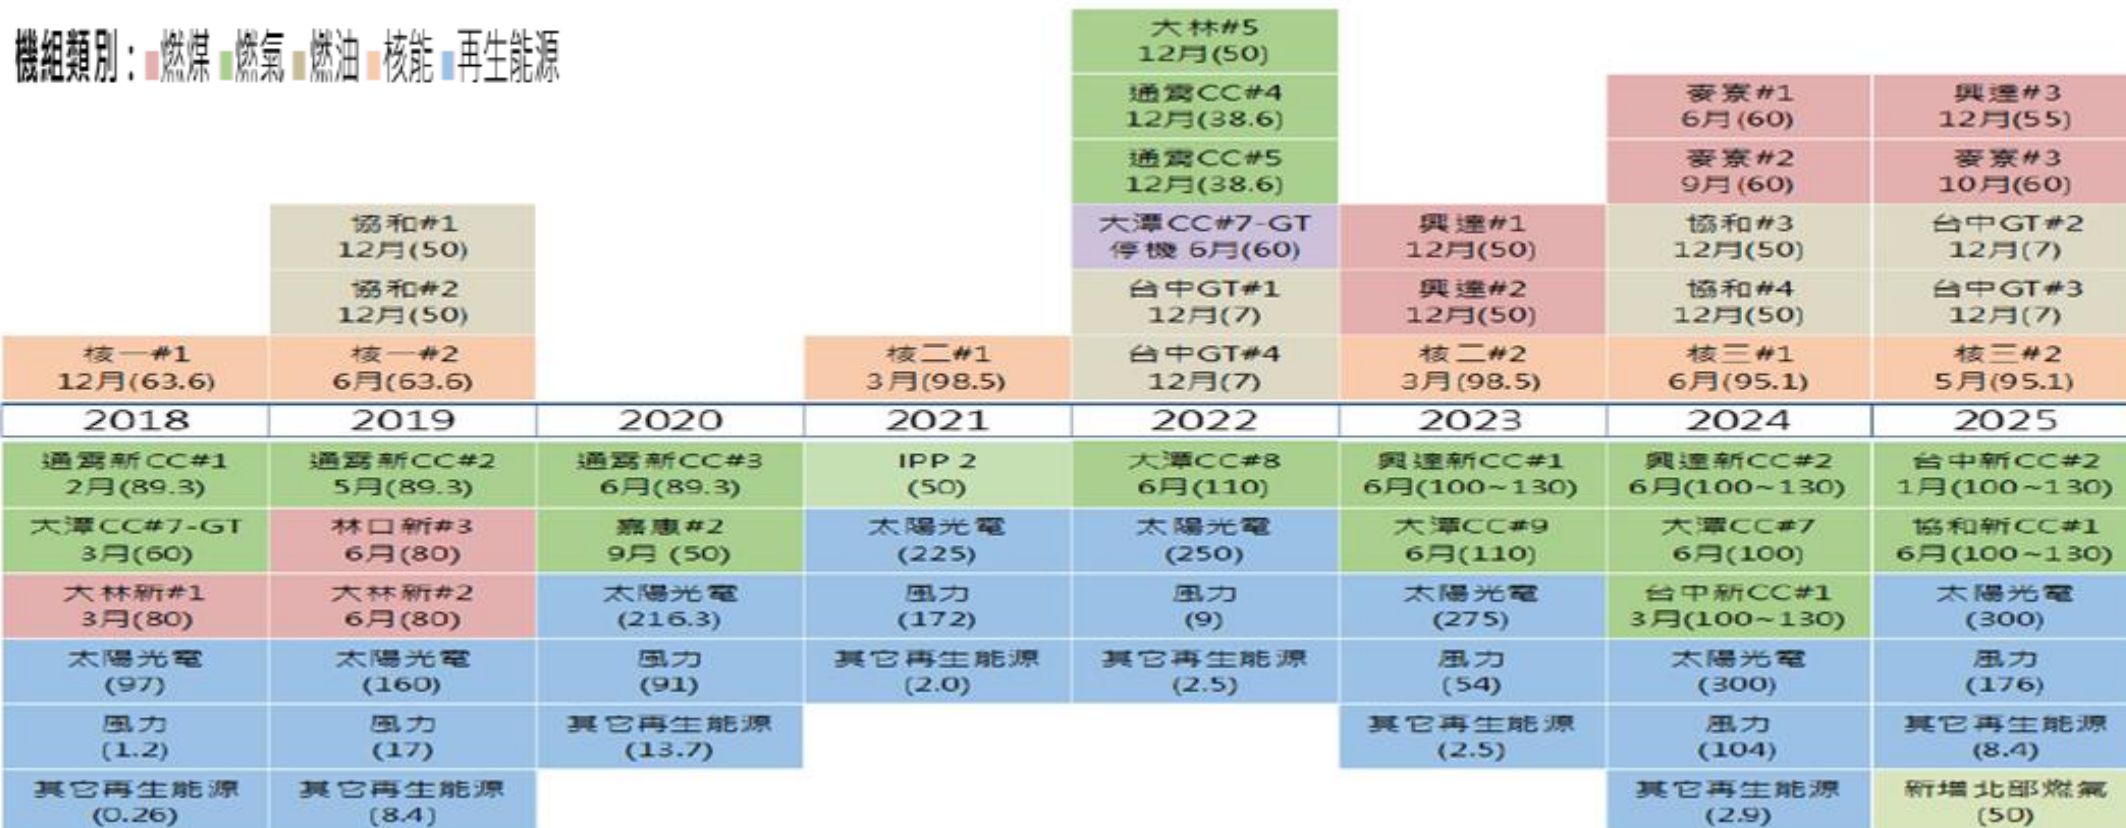 機組類別：燃煤 燃氣 燃油 核能 再生能源
大林#5
12月(50)
通霄CC#4
12月(38.6)
麥寮#1
6月(60)
興達#3
12月(55)
通霄CC#5
12月(38.6)
麥寮#2
9月(60)
麥寮#3
10月(60)
協和#1
12月(50)
大潭CC#7-GT
停機 6月(60)
興達#1
12月(50)
協和#3
12月(50)
台中GT#2
12月(7)
協和#2
12月(50)
台中GT#1
12月(7)
興達#2
12月(50)
協和#4
12月(50)
台中GT#3
12月(7)
核一#1
12月(63.6)
核一#2
6月(63.6)
核二#1
3月(98.5)
台中GT#4
12月(7)
核二#2
3月(98.5)
核三#1
6月(95.1)
核三#2
5月(95.1)
2018 2019 2020 2021 2022 2023 2024 2025
通霄新CC#1
2月(89.3)
通霄新CC#2
5月(89.3)
通霄新CC#3
6月(89.3)
IPP 2
(50)
大潭CC#8
6月(110)
興達新CC#1
6月(100~130)
興達新CC#2
6月(100~130)
台中新CC#2
1月(100~130)
大潭CC#7-GT
3月(60)
林口新#3
6月(80)
嘉惠#2
9月 (50)
太陽光電
(225)
太陽光電
(250)
大潭CC#9
6月(110)
大潭CC#7
6月(100)
協和新CC#1
6月(100~130)
大林新#1
3月(80)
大林新#2
6月(80)
太陽光電
(216.3)
風力
(172)
風力
(9)
太陽光電
(275)
台中新CC#1
3月(100~130)
太陽光電
(300)
太陽光電
(97)
太陽光電
(160)
風力
(91)
其它再生能源
(2.0)
其它再生能源
(2.5)
風力
(54)
太陽光電
(300)
風力
(176)
風力
(1.2)
風力
(17)
其它再生能源
(13.7)
其它再生能源
(2.5)
風力
(104)
其它再生能源
(8.4)
其它再生能源
(0.26)
其它再生能源
(8.4)
其它再生能源
(2.9)
新增北部燃氣
(50)